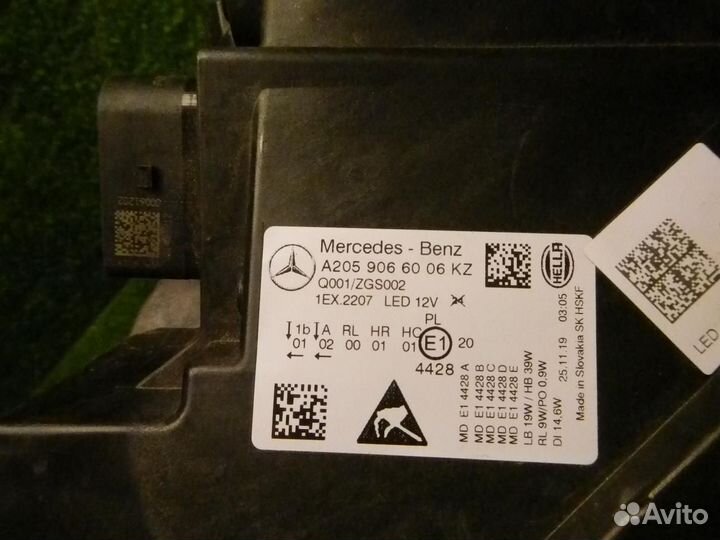 00061202
Mercedes - Benz
A205 906 60 06 KZ
Q001/ZGS002
1EX.2207 LED 12V
PL
1b A RL HR HC E1 20
01 02 00 01 01
4428
HELLA
MD E1 4428 A
MD E1 4428 B
MD E1 4428 C
MD E1 4428 D
MD E1 4428 E
LB 19W / HB 39W
RL 9W/PO 0.9W
DI 14.6W 25.11.19 03:05
Made in Slovakia SK HSKF
LED
Avito